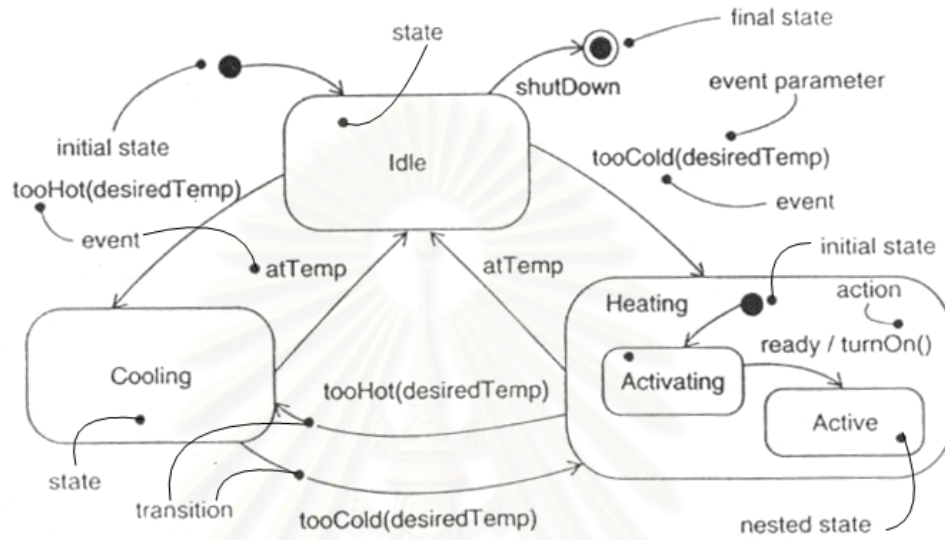 final state
state
shutDown
event parameter
initial state
Idle
tooCold(desiredTemp)
tooHot(desiredTemp)
event
event
initial state
atTemp
atTemp
Heating
action
ready / turnOn()
Cooling
Activating
tooHot(desiredTemp)
Active
state
transition
tooCold(desiredTemp)
nested state